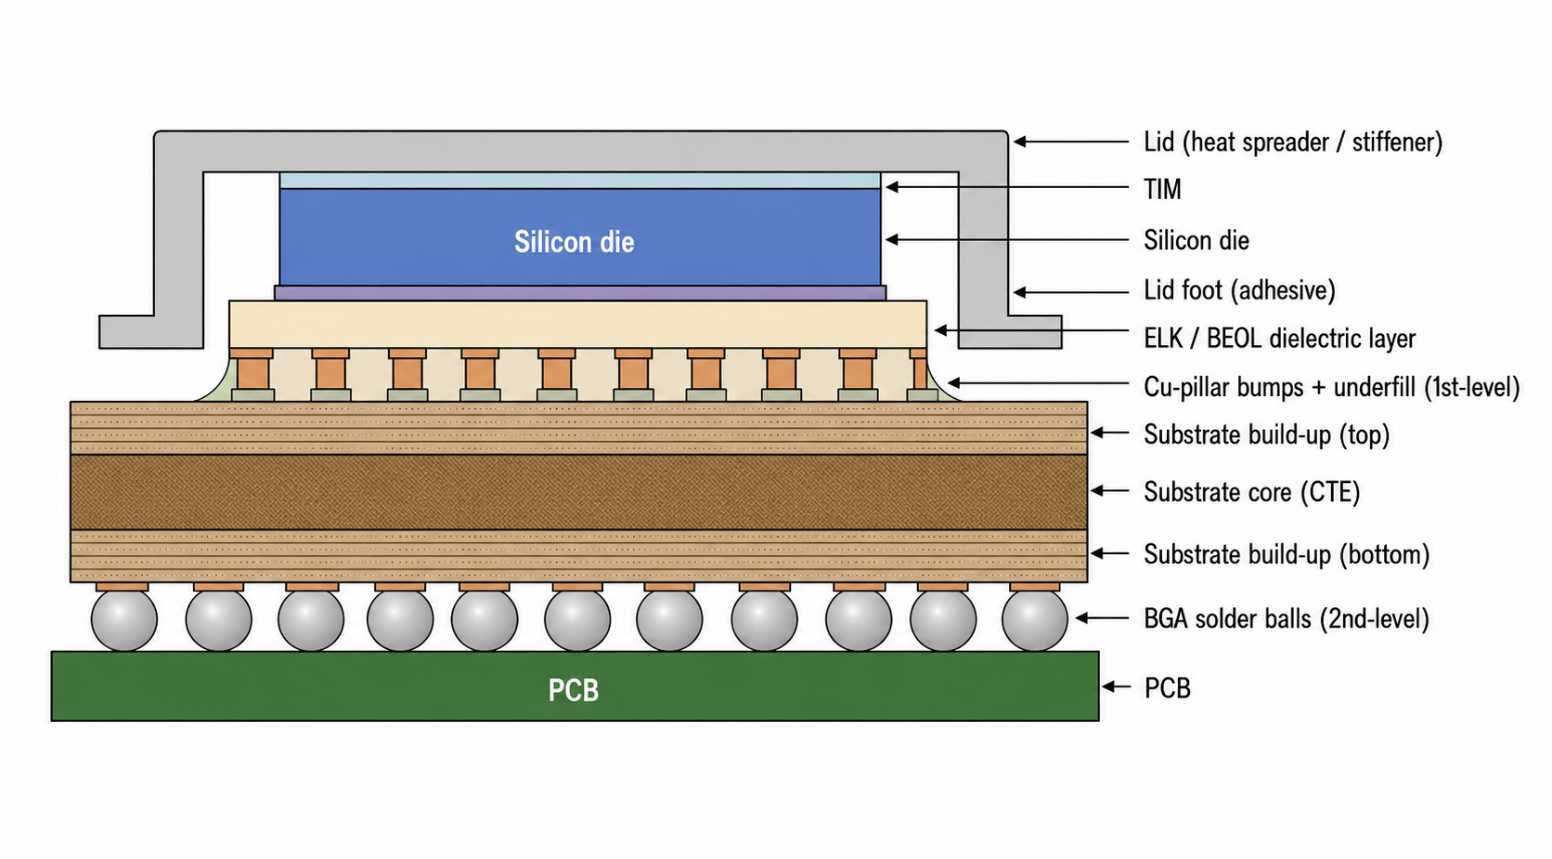 Lid (heat spreader / stiffener)
TIM
Silicon die
Silicon die
Lid foot (adhesive)
ELK / BEOL dielectric layer
Cu-pillar bumps + underfill (1st-level)
Substrate build-up (top)
Substrate core (CTE)
Substrate build-up (bottom)
BGA solder balls (2nd-level)
PCB
PCB